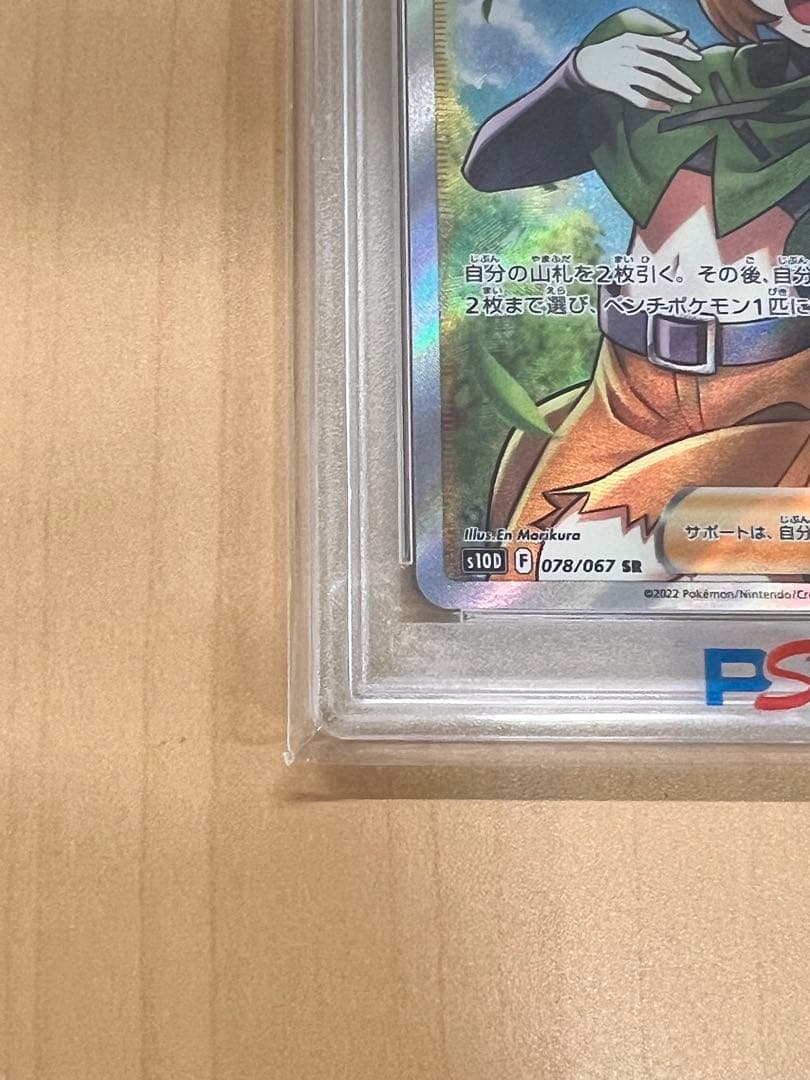 自分の山札を2枚引く。その後、自分
2枚まで選び、ベンチポケモン1匹に
サポートは、自分
Illus.En Morikura
s10D F 078/067 SR
©2022 Pokémon/Nintendo/Cr
PS